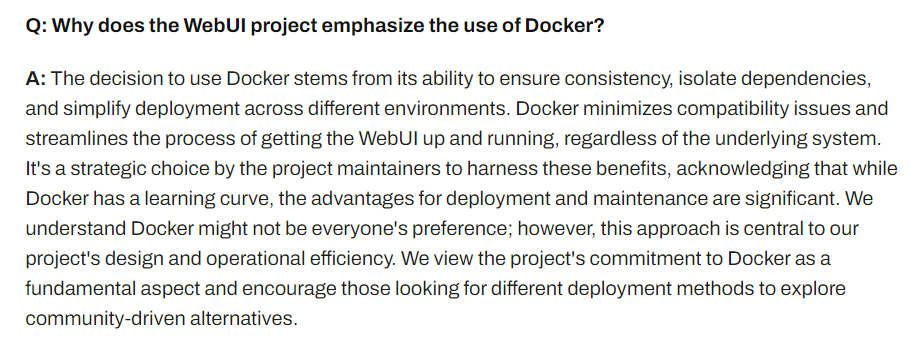 Q: Why does the WebUI project emphasize the use of Docker?
A: The decision to use Docker stems from its ability to ensure consistency, isolate dependencies,
and simplify deployment across different environments. Docker minimizes compatibility issues and
streamlines the process of getting the WebUI up and running, regardless of the underlying system.
It's a strategic choice by the project maintainers to harness these benefits, acknowledging that while
Docker has a learning curve, the advantages for deployment and maintenance are significant. We
understand Docker might not be everyone's preference; however, this approach is central to our
project's design and operational efficiency. We view the project's commitment to Docker as a
fundamental aspect and encourage those looking for different deployment methods to explore
community-driven alternatives.